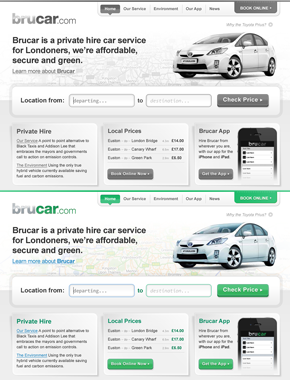 Home Our Service Environment Our App News BOOK ONLINE
brucar.com
Why the Toyota Prius?
Brucar is a private hire car service
for Londoners, we're affordable,
secure and green.
Learn more about Brucar
Location from: Departing... to destination... Check Price
Private Hire
Our Service A point to point alternative to
Black Taxis and Addison Lee that
embraces the mayors and governments
call to action on emission controls.
The Environment Using the only true
hybrid vehicle currently available saving
fuel and carbon emissions.
Local Prices
Euston London Bridge £14.00
Euston Canary Wharf £17.00
Euston Green Park £8.50
Book Online Now
Brucar App
Hire Brucar from
wherever you are,
with our app for the
iPhone and iPad.
Get the App
brucar
Home Our Service Environment Our App News BOOK ONLINE
brucar.com
Why the Toyota Prius?
Brucar is a private hire car service
for Londoners, we're affordable,
secure and green.
Learn more about Brucar
Location from: Departing... to destination... Check Price
Private Hire
Our Service A point to point alternative to
Black Taxis and Addison Lee that
embraces the mayors and governments
call to action on emission controls.
The Environment Using the only true
hybrid vehicle currently available saving
fuel and carbon emissions.
Local Prices
Euston London Bridge £14.00
Euston Canary Wharf £17.00
Euston Green Park £8.50
Book Online Now
Brucar App
Hire Brucar from
wherever you are,
with our app for the
iPhone and iPad.
Get the App
brucar